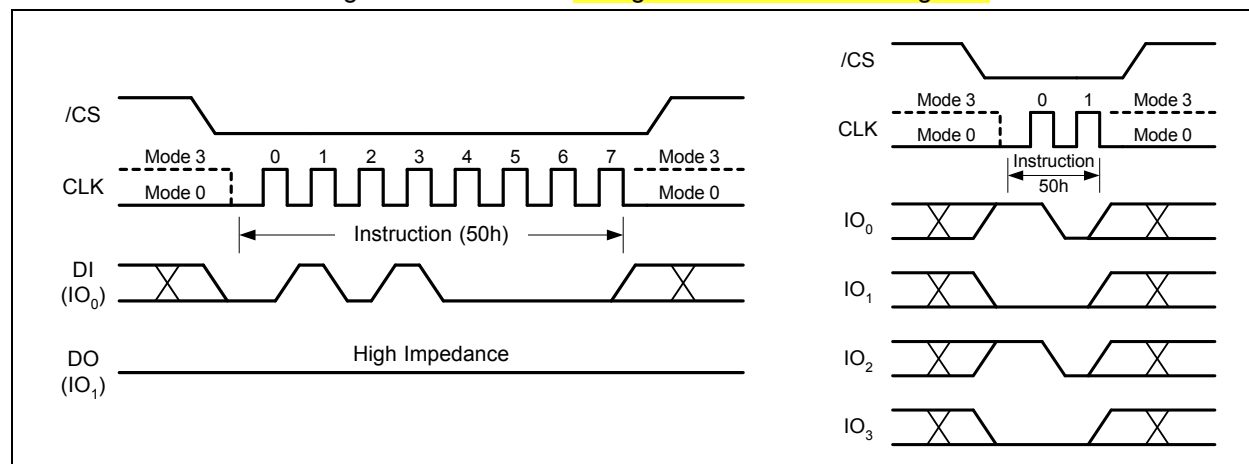 /CS
Mode 3
0 1 2 3 4 5 6 7
Mode 3
CLK
Mode 0
Mode 0
Instruction (50h)
DI
(IO0)
High Impedance
DO
(IO1)
/CS
Mode 3
0 1
Mode 3
CLK
Mode 0
Mode 0
Instruction
50h
IO0
IO1
IO2
IO3